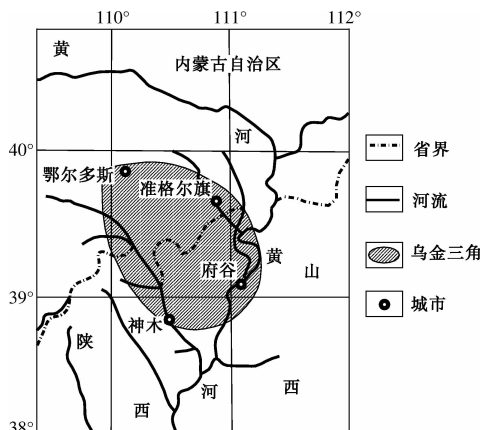 110°
111°
112°
黄
内蒙古自治区
河
40°
鄂尔多斯
准格尔旗
黄
府谷
山
39°
神木
陕
河
西
西
38°
省界
河流
乌金三角
城市